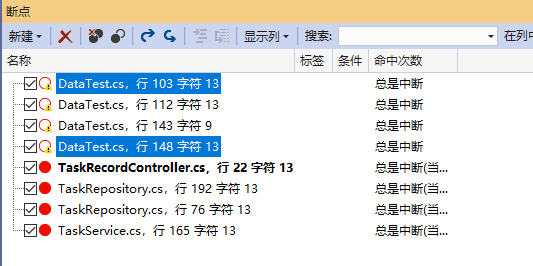 断点
新建 显示列 搜索: 在列中
名称 标签 条件 命中次数
DataTest.cs，行 103 字符 13 总是中断
DataTest.cs，行 112 字符 13 总是中断
DataTest.cs，行 143 字符 9 总是中断
DataTest.cs，行 148 字符 13 总是中断
TaskRecordController.cs，行 22 字符 13 总是中断(当...
TaskRepository.cs，行 192 字符 13 总是中断(当...
TaskRepository.cs，行 76 字符 13 总是中断(当...
TaskService.cs，行 165 字符 13 总是中断(当...